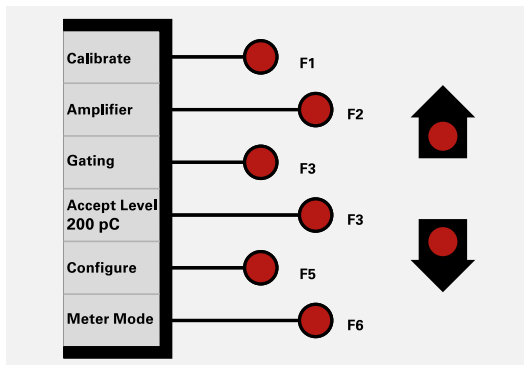 Calibrate
F1
Amplifier
F2
Gating
F3
Accept Level
200 pC
F3
Configure
F5
Meter Mode
F6